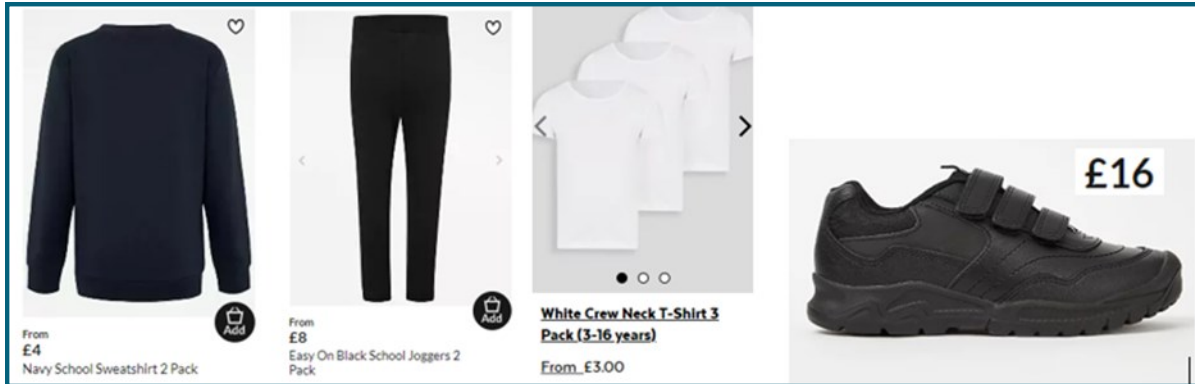 Add
From
£4
Navy School Sweatshirt 2 Pack
Add
From
£8
Easy On Black School Joggers 2
Pack
White Crew Neck T-Shirt 3
Pack (3-16 years)
From £3.00
£16